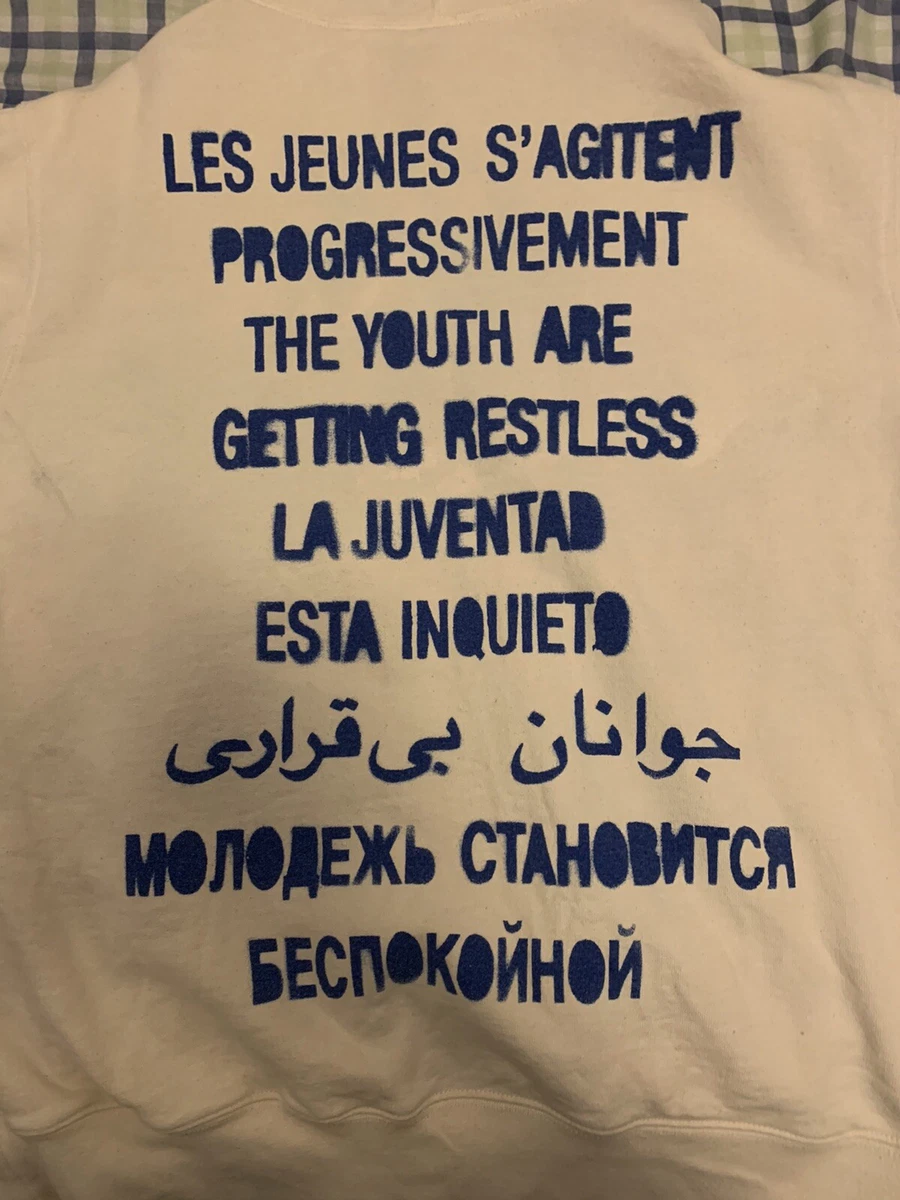 LES JEUNES S'AGITENT
PROGRESSIVEMENT
THE YOUTH ARE
GETTING RESTLESS
LA JUVENTAD
ESTA INQUIETO
جوانان بی‌قراری
МОЛОДЕЖЬ СТАНОВИТСЯ
БЕСПОКОЙНОЙ